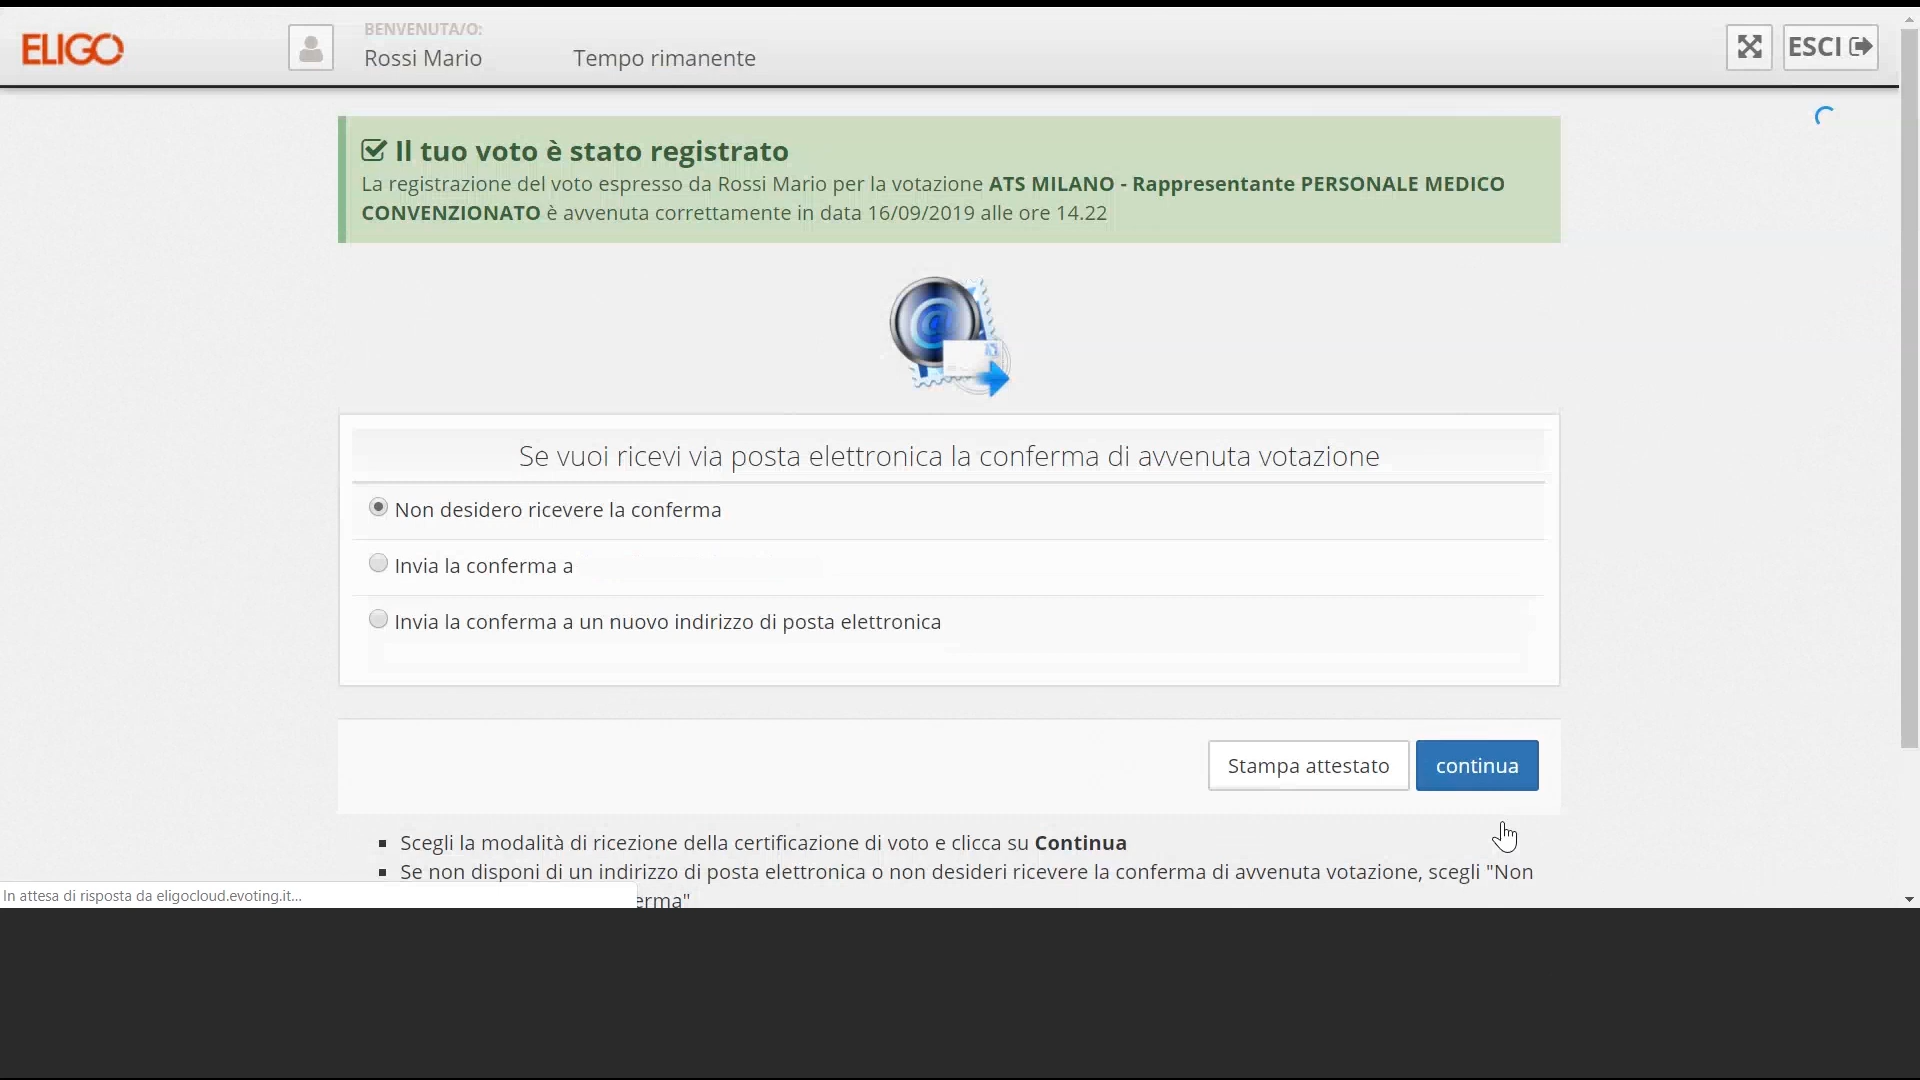 ELIGO
BENVENUTA/O:
Rossi Mario
Tempo rimanente
ESCI
Il tuo voto è stato registrato
La registrazione del voto espresso da Rossi Mario per la votazione ATS MILANO - Rappresentante PERSONALE MEDICO
CONVENZIONATO è avvenuta correttamente in data 16/09/2019 alle ore 14.22
Se vuoi ricevi via posta elettronica la conferma di avvenuta votazione
Non desidero ricevere la conferma
Invia la conferma a
Invia la conferma a un nuovo indirizzo di posta elettronica
Stampa attestato
continua
Scegli la modalità di ricezione della certificazione di voto e clicca su Continua
Se non disponi di un indirizzo di posta elettronica o non desideri ricevere la conferma di avvenuta votazione, scegli "Non
erma"
In attesa di risposta da eligocloud.evoting.it...